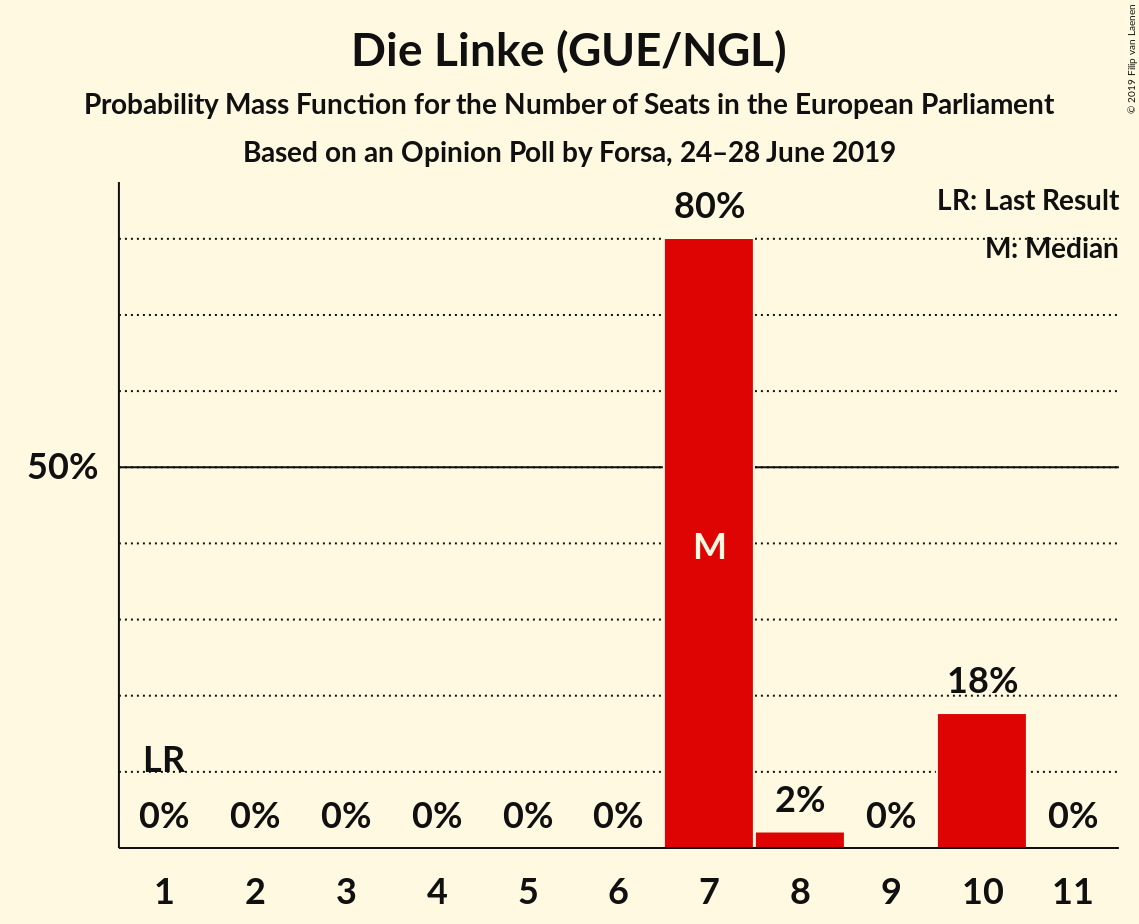 Die Linke (GUE/NGL)
Probability Mass Function for the Number of Seats in the European Parliament
Based on an Opinion Poll by Forsa, 24–28 June 2019
© 2019 Filip van Laenen
LR: Last Result
M: Median
80%
50%
M
18%
LR
2%
0% 0% 0% 0% 0% 0% 0% 0%
1 2 3 4 5 6 7 8 9 10 11